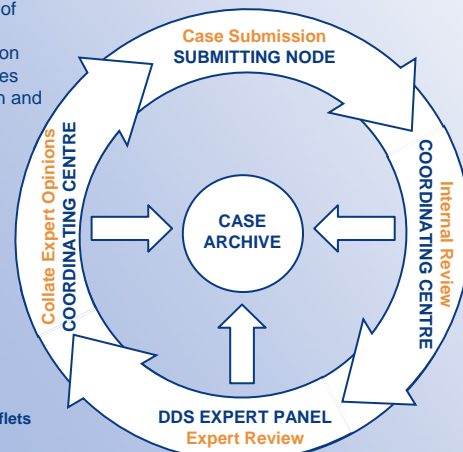 of
on
es
n and
Case Submission
SUBMITTING NODE
Internal Review
COORDINATING CENTRE
CASE
ARCHIVE
DDS EXPERT PANEL
Expert Review
Collate Expert Opinions
COORDINATING CENTRE
flets